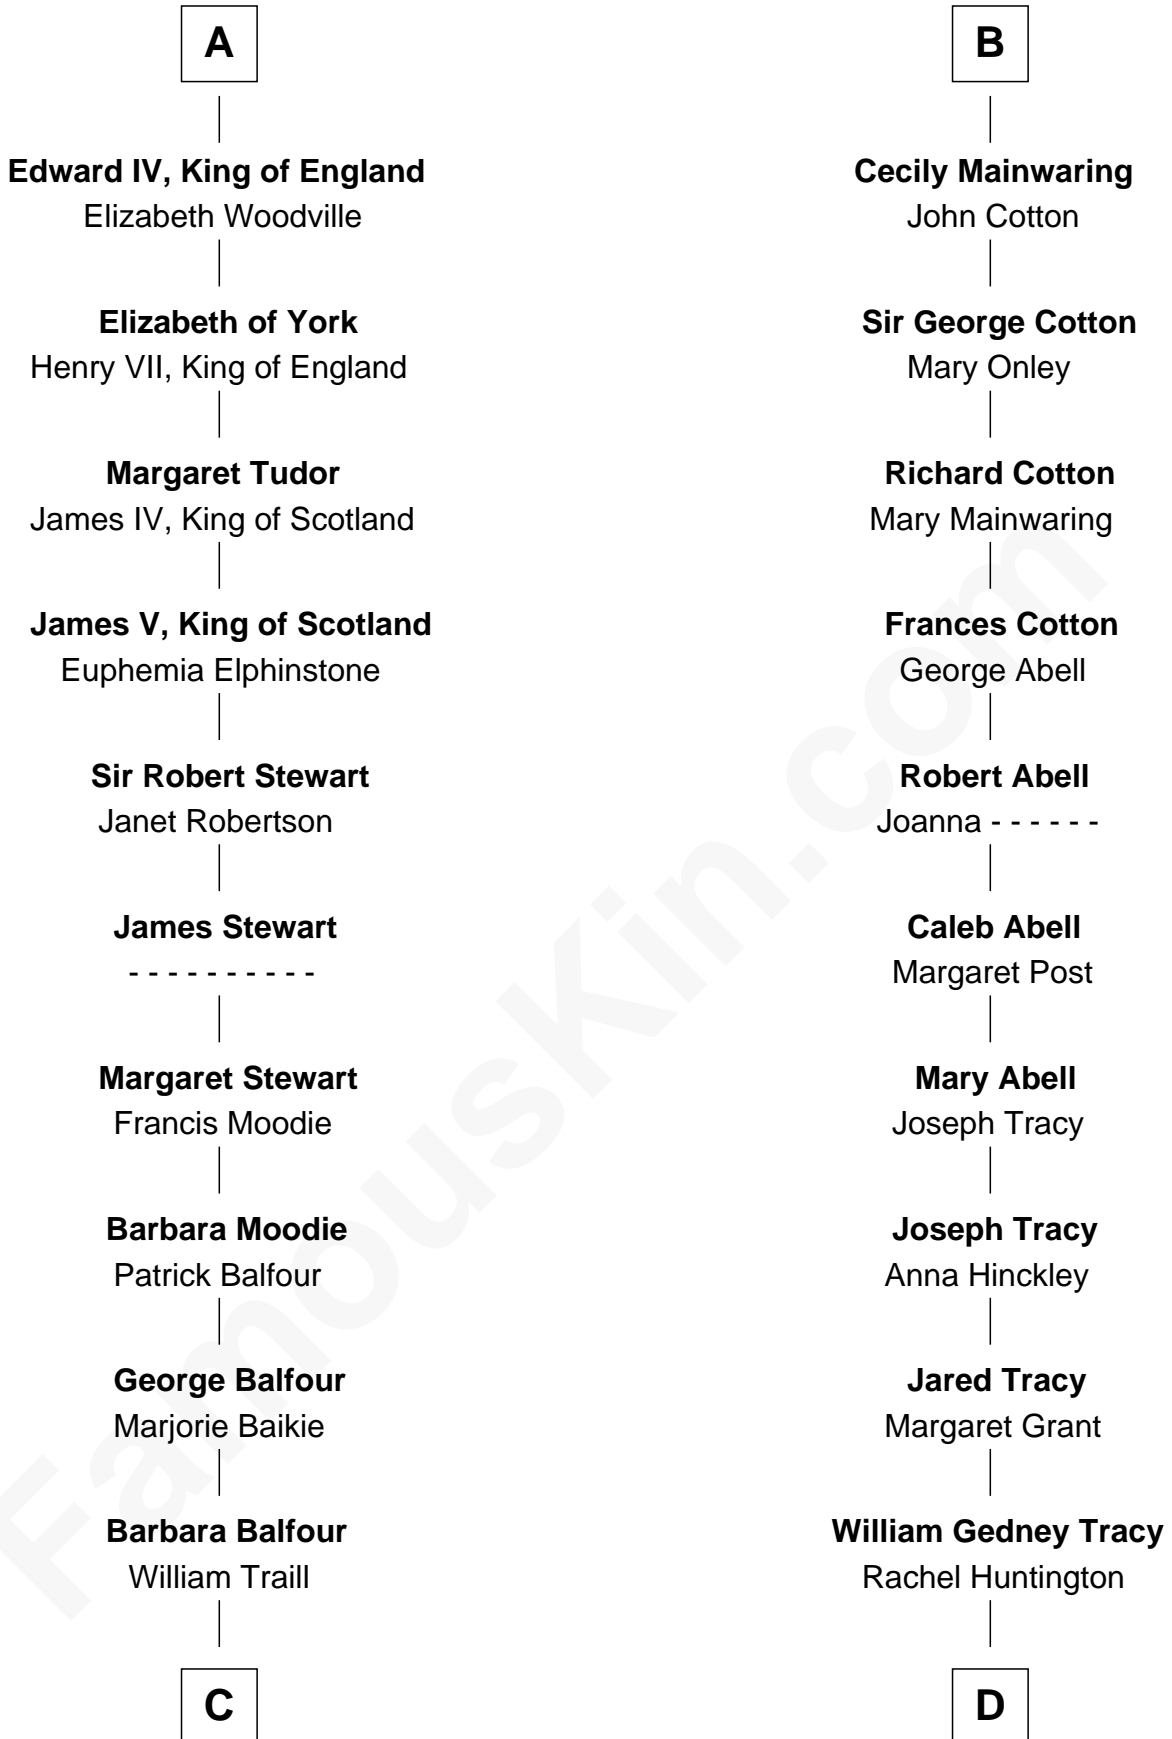 A
Edward IV, King of England
Elizabeth Woodville
Elizabeth of York
Henry VII, King of England
Margaret Tudor
James IV, King of Scotland
James V, King of Scotland
Euphemia Elphinstone
Sir Robert Stewart
Janet Robertson
James Stewart
- - - - - - - - - -
Margaret Stewart
Francis Moodie
Barbara Moodie
Patrick Balfour
George Balfour
Marjorie Baikie
Barbara Balfour
William Traill
C
B
Cecily Mainwaring
John Cotton
Sir George Cotton
Mary Onley
Richard Cotton
Mary Mainwaring
Frances Cotton
George Abell
Robert Abell
Joanna - - - - - -
Caleb Abell
Margaret Post
Mary Abell
Joseph Tracy
Joseph Tracy
Anna Hinckley
Jared Tracy
Margaret Grant
William Gedney Tracy
Rachel Huntington
D
FamousKin.com